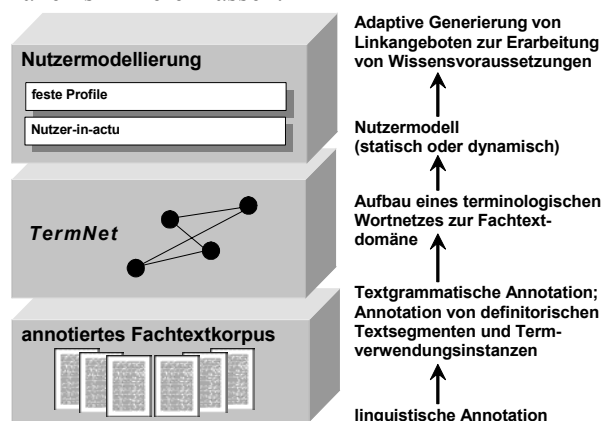 Nutzermodellierung
feste Profile
Nutzer-in-actu
TermNet
annotiertes Fachtextkorpus
Adaptive Generierung von
Linkangeboten zur Erarbeitung
von Wissensvoraussetzungen
Nutzermodell
(statisch oder dynamisch)
Aufbau eines terminologischen
Wortnetzes zur Fachtext-
domäne
Textgrammatische Annotation;
Annotation von definitorischen
Textsegmenten und Term-
verwendungsinstanzen
linguistische Annotation